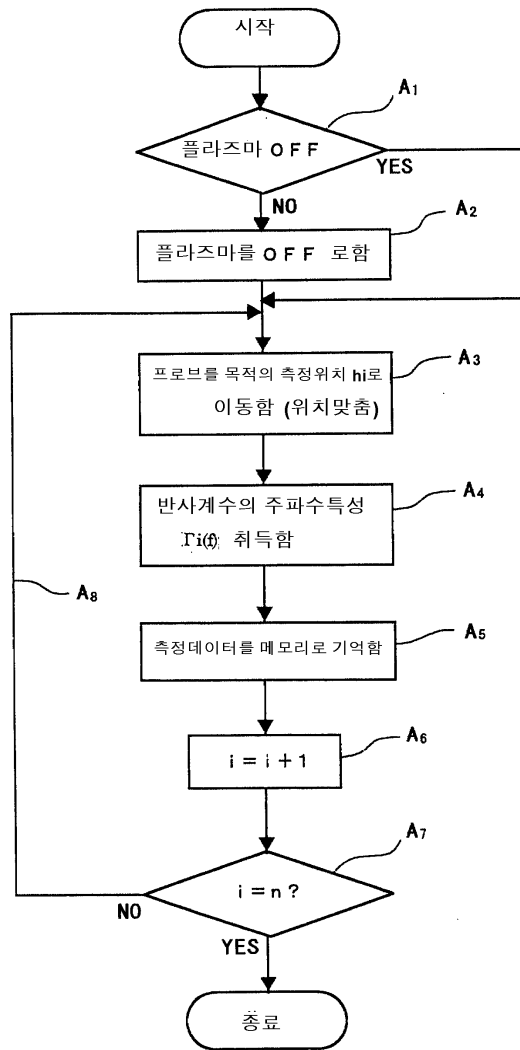 시작
A1
플라즈마 OFF
YES
NO
A2
플라즈마를 OFF 로함
A3
프로브를 목적의 측정위치 hi로
이동함 (위치맞춤)
A4
반사계수의 주파수특성
Γi(f) 취득함
A8
A5
측정데이터를 메모리로 기억함
A6
i = i + 1
A7
i = n ?
NO
YES
종료